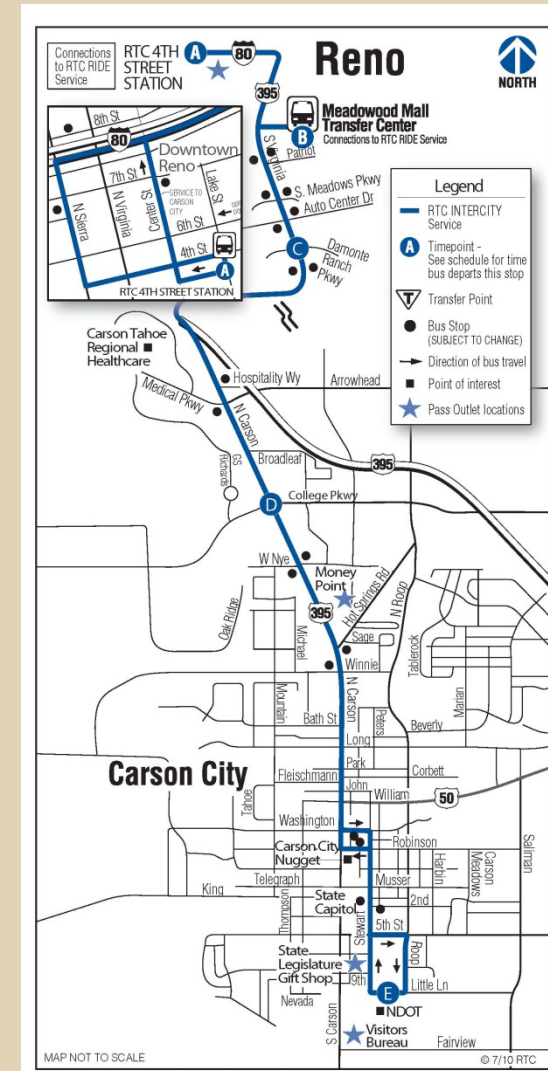 Connections
to RTC RIDE
Service
RTC 4TH
STREET
STATION
A
80
Reno
NORTH
395
Meadowood Mall
Transfer Center
Connections to RTC RIDE Service
B
S Virginia
Patriot
S. Meadows Pkwy
Auto Center Dr
C
Damonte
Ranch
Pkwy
8th St
80
Downtown
Reno
7th St
SERVICE TO
CARSON
CITY
Lake St
N Sierra
N Virginia
Center St
6th St
4th St
A
RTC 4TH STREET STATION
Legend
RTC INTERCITY
Service
A
Timepoint -
See schedule for time
bus departs this stop
T
Transfer Point
Bus Stop
(SUBJECT TO CHANGE)
Direction of bus travel
Point of interest
Pass Outlet locations
Carson Tahoe
Regional
Healthcare
Hospitality Wy
Arrowhead
Medical Pkwy
N Carson
GS
Richards
Broadleaf
395
D
College Pkwy
W Nye
Money
Point
Hot Springs Rd
N Roop
395
Oak Ridge
Michael
Sage
Winnie
Tablerock
Marian
Mountain
N Carson
Bath St
Peters
Beverly
Long
Park
Carson City
Fleischmann
Corbett
John
William
50
Tahoe
Washington
Robinson
Saliman
Carson City
Nugget
Harbin
Carson
Meadows
Telegraph
Musser
King
Thompson
State
Capitol
2nd
Stewart
5th St
State
Legislature
Gift Shop
Roop
9th
E
Little Ln
Nevada
NDOT
S Carson
Visitors
Bureau
Fairview
MAP NOT TO SCALE
© 7/10 RTC